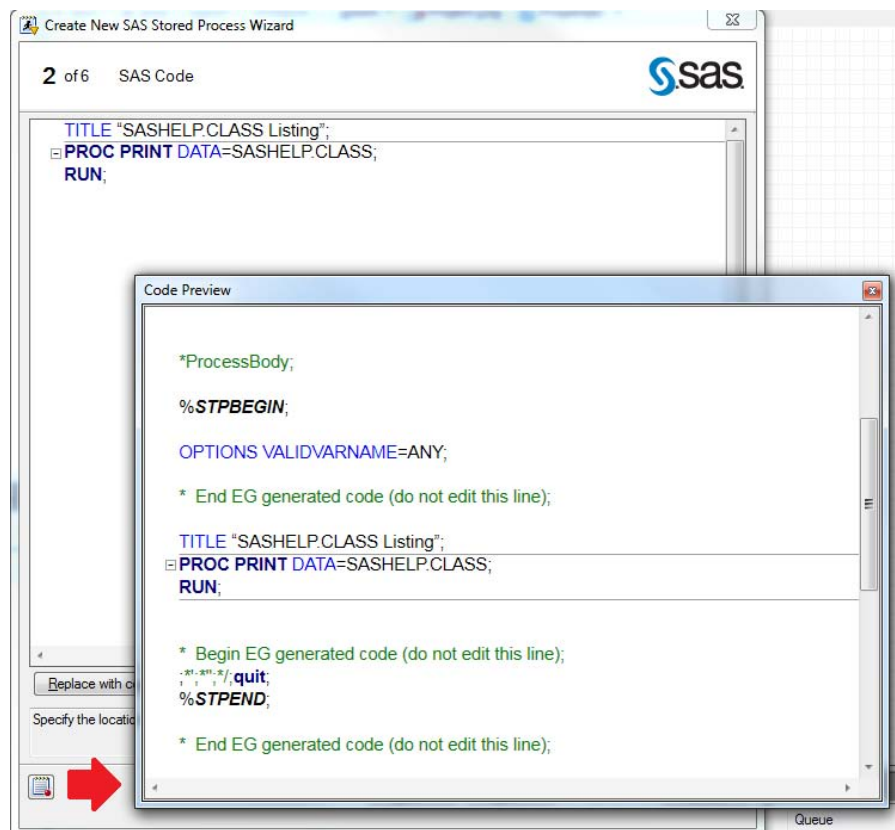 Create New SAS Stored Process Wizard
2 of 6 SAS Code
sas
TITLE “SASHELP.CLASS Listing”;
PROC PRINT DATA=SASHELP.CLASS;
RUN;
Code Preview
*ProcessBody;
%STPBEGIN;
OPTIONS VALIDVARNAME=ANY;
* End EG generated code (do not edit this line);
TITLE “SASHELP.CLASS Listing”;
PROC PRINT DATA=SASHELP.CLASS;
RUN;
* Begin EG generated code (do not edit this line);
;*';*";*/;quit;
%STPEND;
* End EG generated code (do not edit this line);
Replace with
Specify the
Queue